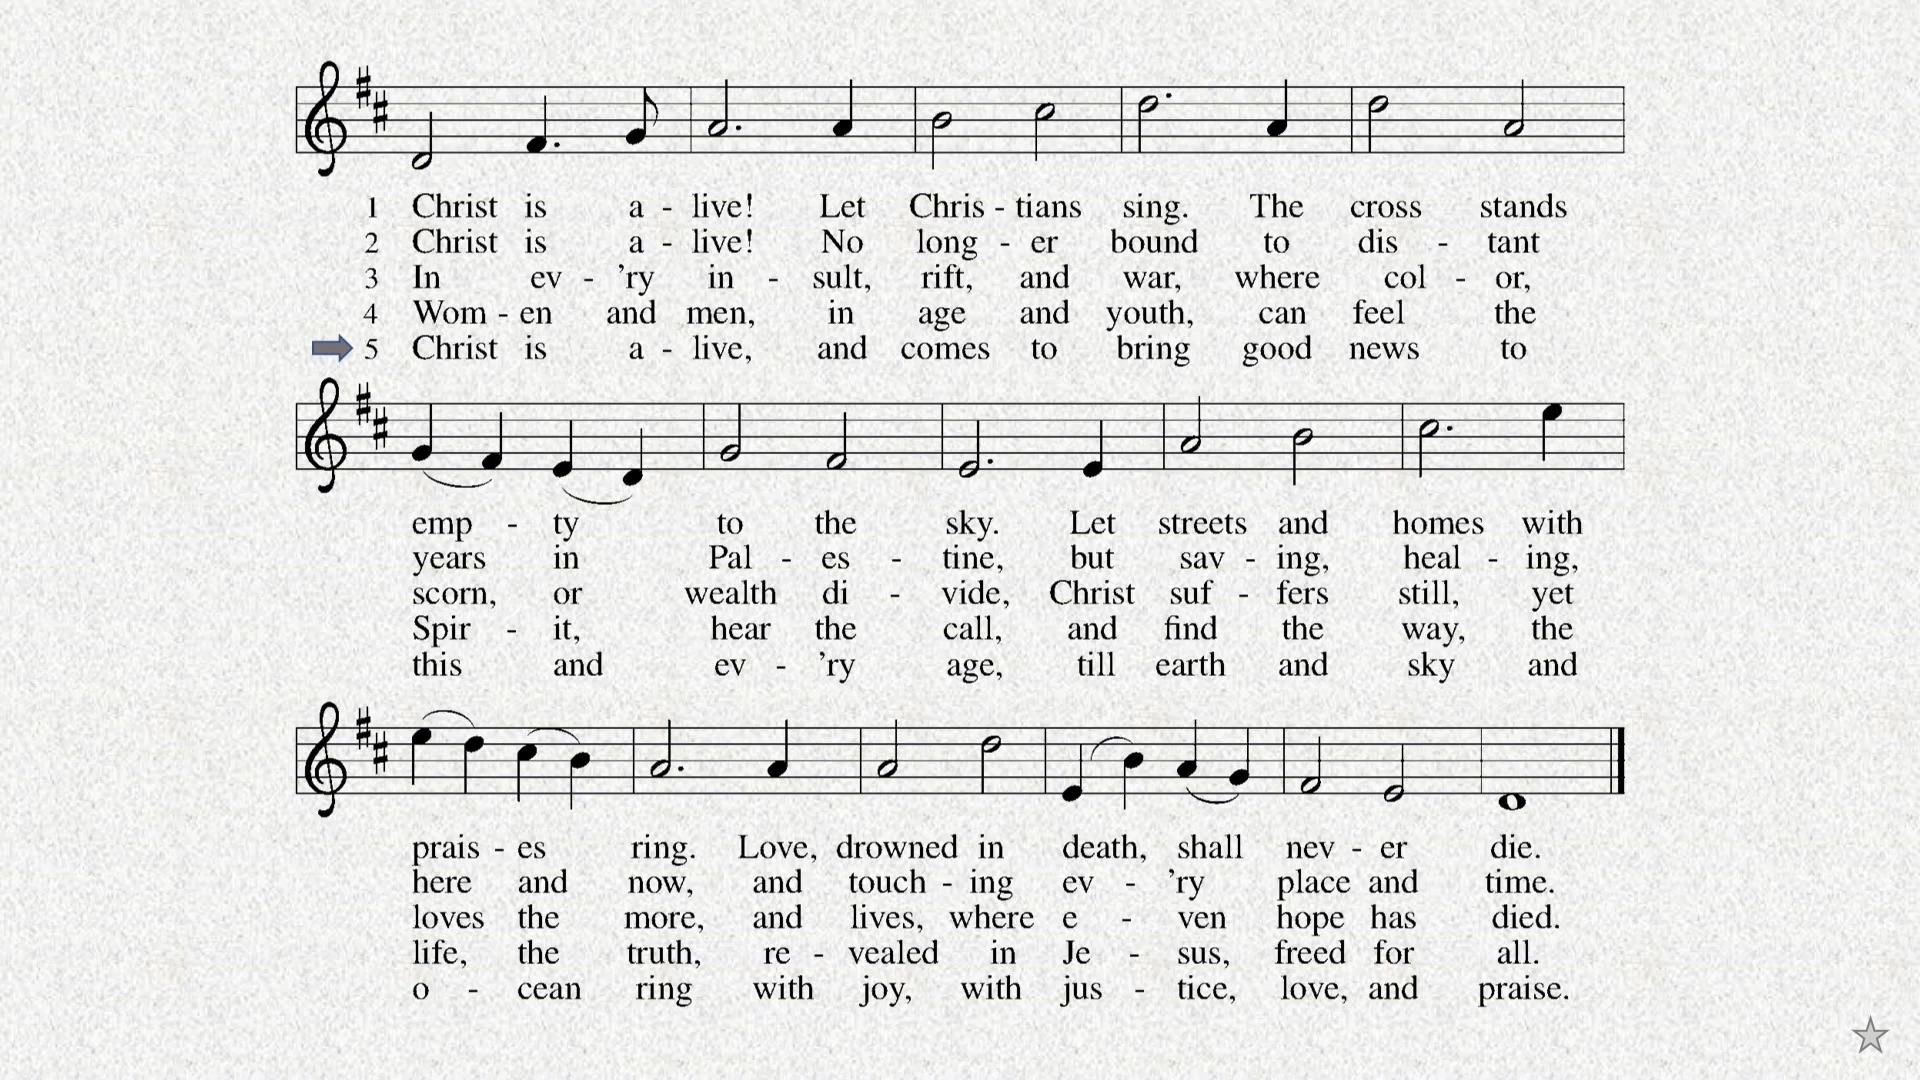 1 Christ is a - live! Let Chris - tians sing. The cross stands
2 Christ is a - live! No long - er bound to dis - tant
3 In ev - 'ry in - sult, rift, and war, where col - or,
4 Wom - en and men, in age and youth, can feel the
5 Christ is a - live, and comes to bring good news to
emp - ty to the sky. Let streets and homes with
years in Pal - es - tine, but sav - ing, heal - ing,
scorn, or wealth di - vide, Christ suf - fers still, yet
Spir - it, hear the call, and find the way, the
this and ev - 'ry age, till earth and sky and
prais - es ring. Love, drowned in death, shall nev - er die.
here and now, and touch - ing ev - 'ry place and time.
loves the more, and lives, where e - ven hope has died.
life, the truth, re - vealed in Je - sus, freed for all.
o - cean ring with joy, with jus - tice, love, and praise.